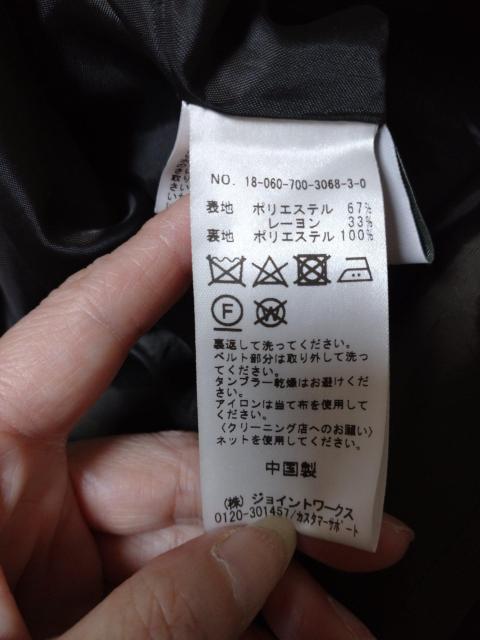 NO. 18-060-700-3068-3-0
表地 ポリエステル 67%
レーヨン 33%
裏地 ポリエステル 100%
F W
裏返して洗ってください。
ベルト部分は取り外して洗っ
てください。
タンブラー乾燥はお避けくだ
さい。
アイロンは当て布を使用して
ください。
〈クリーニング店へのお願い〉
ネットを使用してください。
中国製
(株) ジョイントワークス
0120-301457/カスタマーサポート